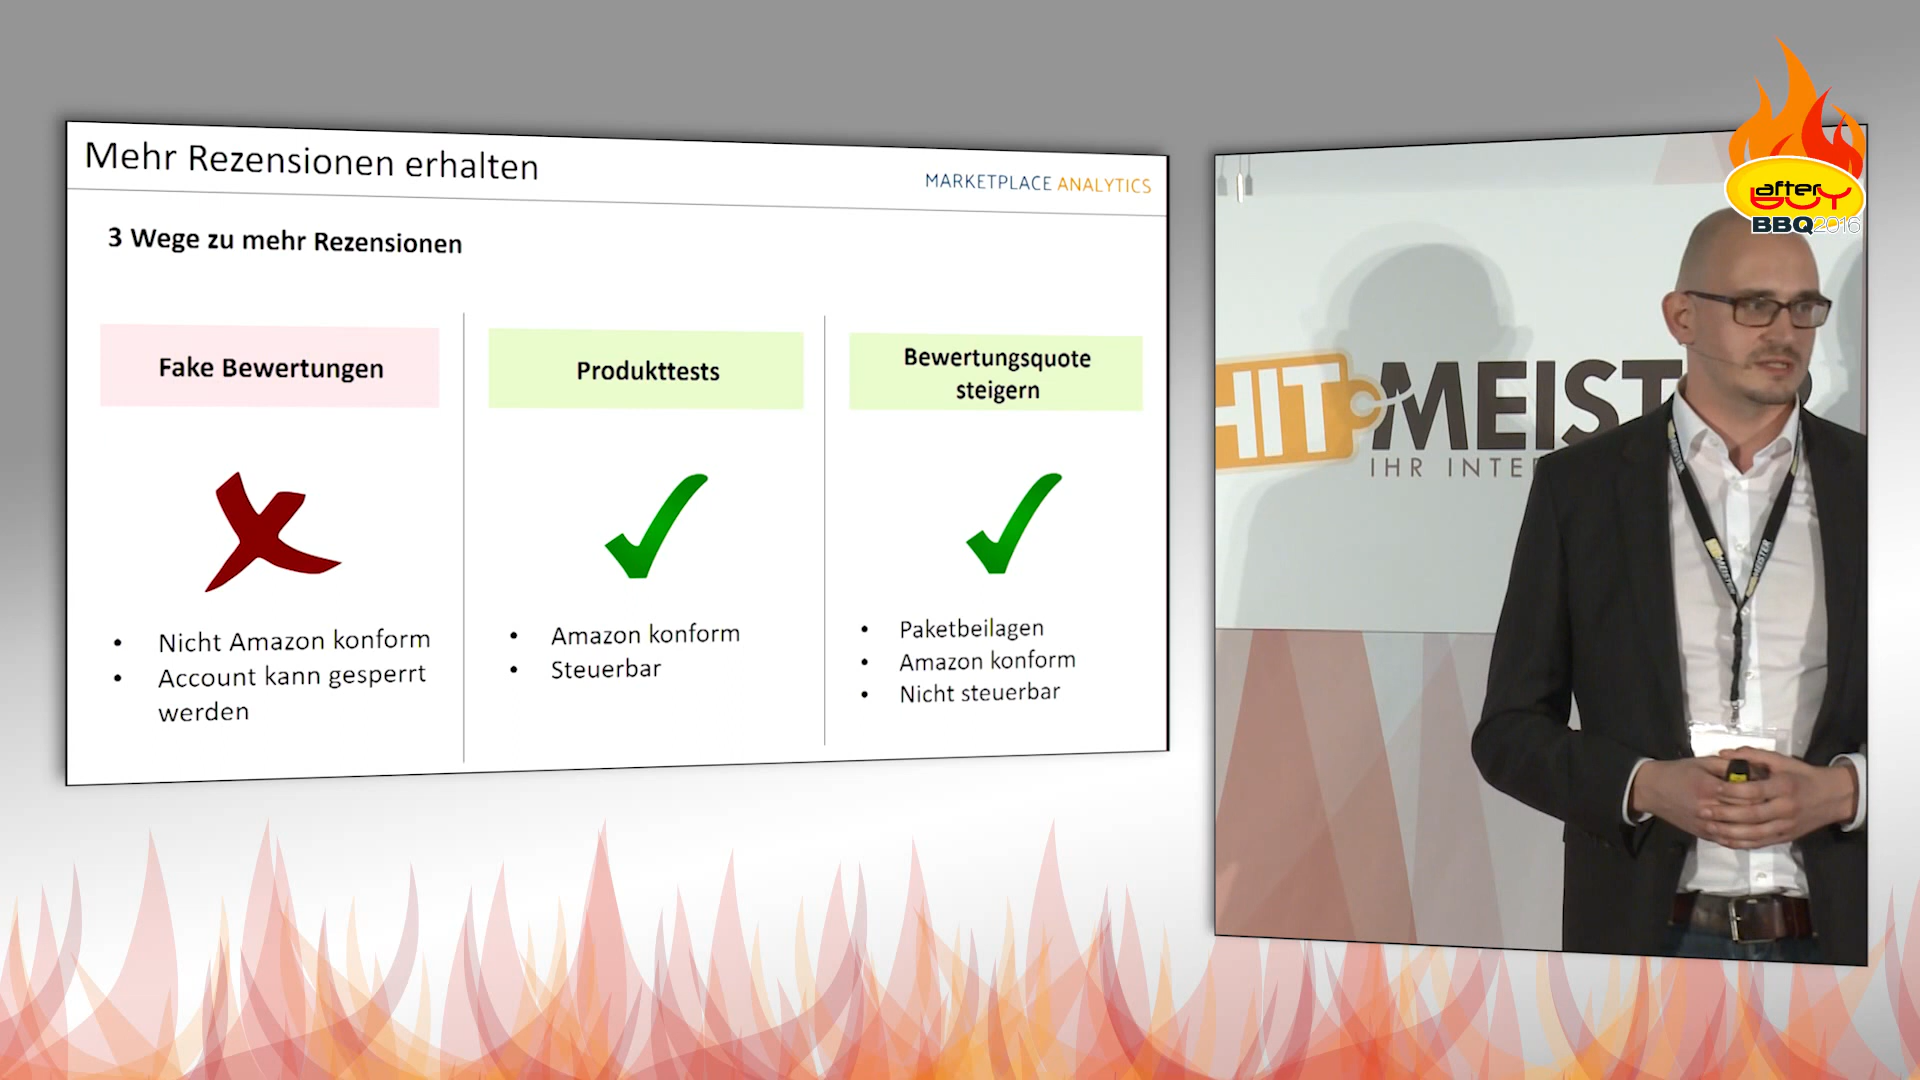 Mehr Rezensionen erhalten
MARKETPLACE ANALYTICS
3 Wege zu mehr Rezensionen
Fake Bewertungen
Nicht Amazon konform
Account kann gesperrt
werden
Produkttests
Amazon konform
Steuerbar
Bewertungsquote
steigern
Paketbeilagen
Amazon konform
Nicht steuerbar
after
BUY
BBQ2016
HIT MEIST
IHR INTE